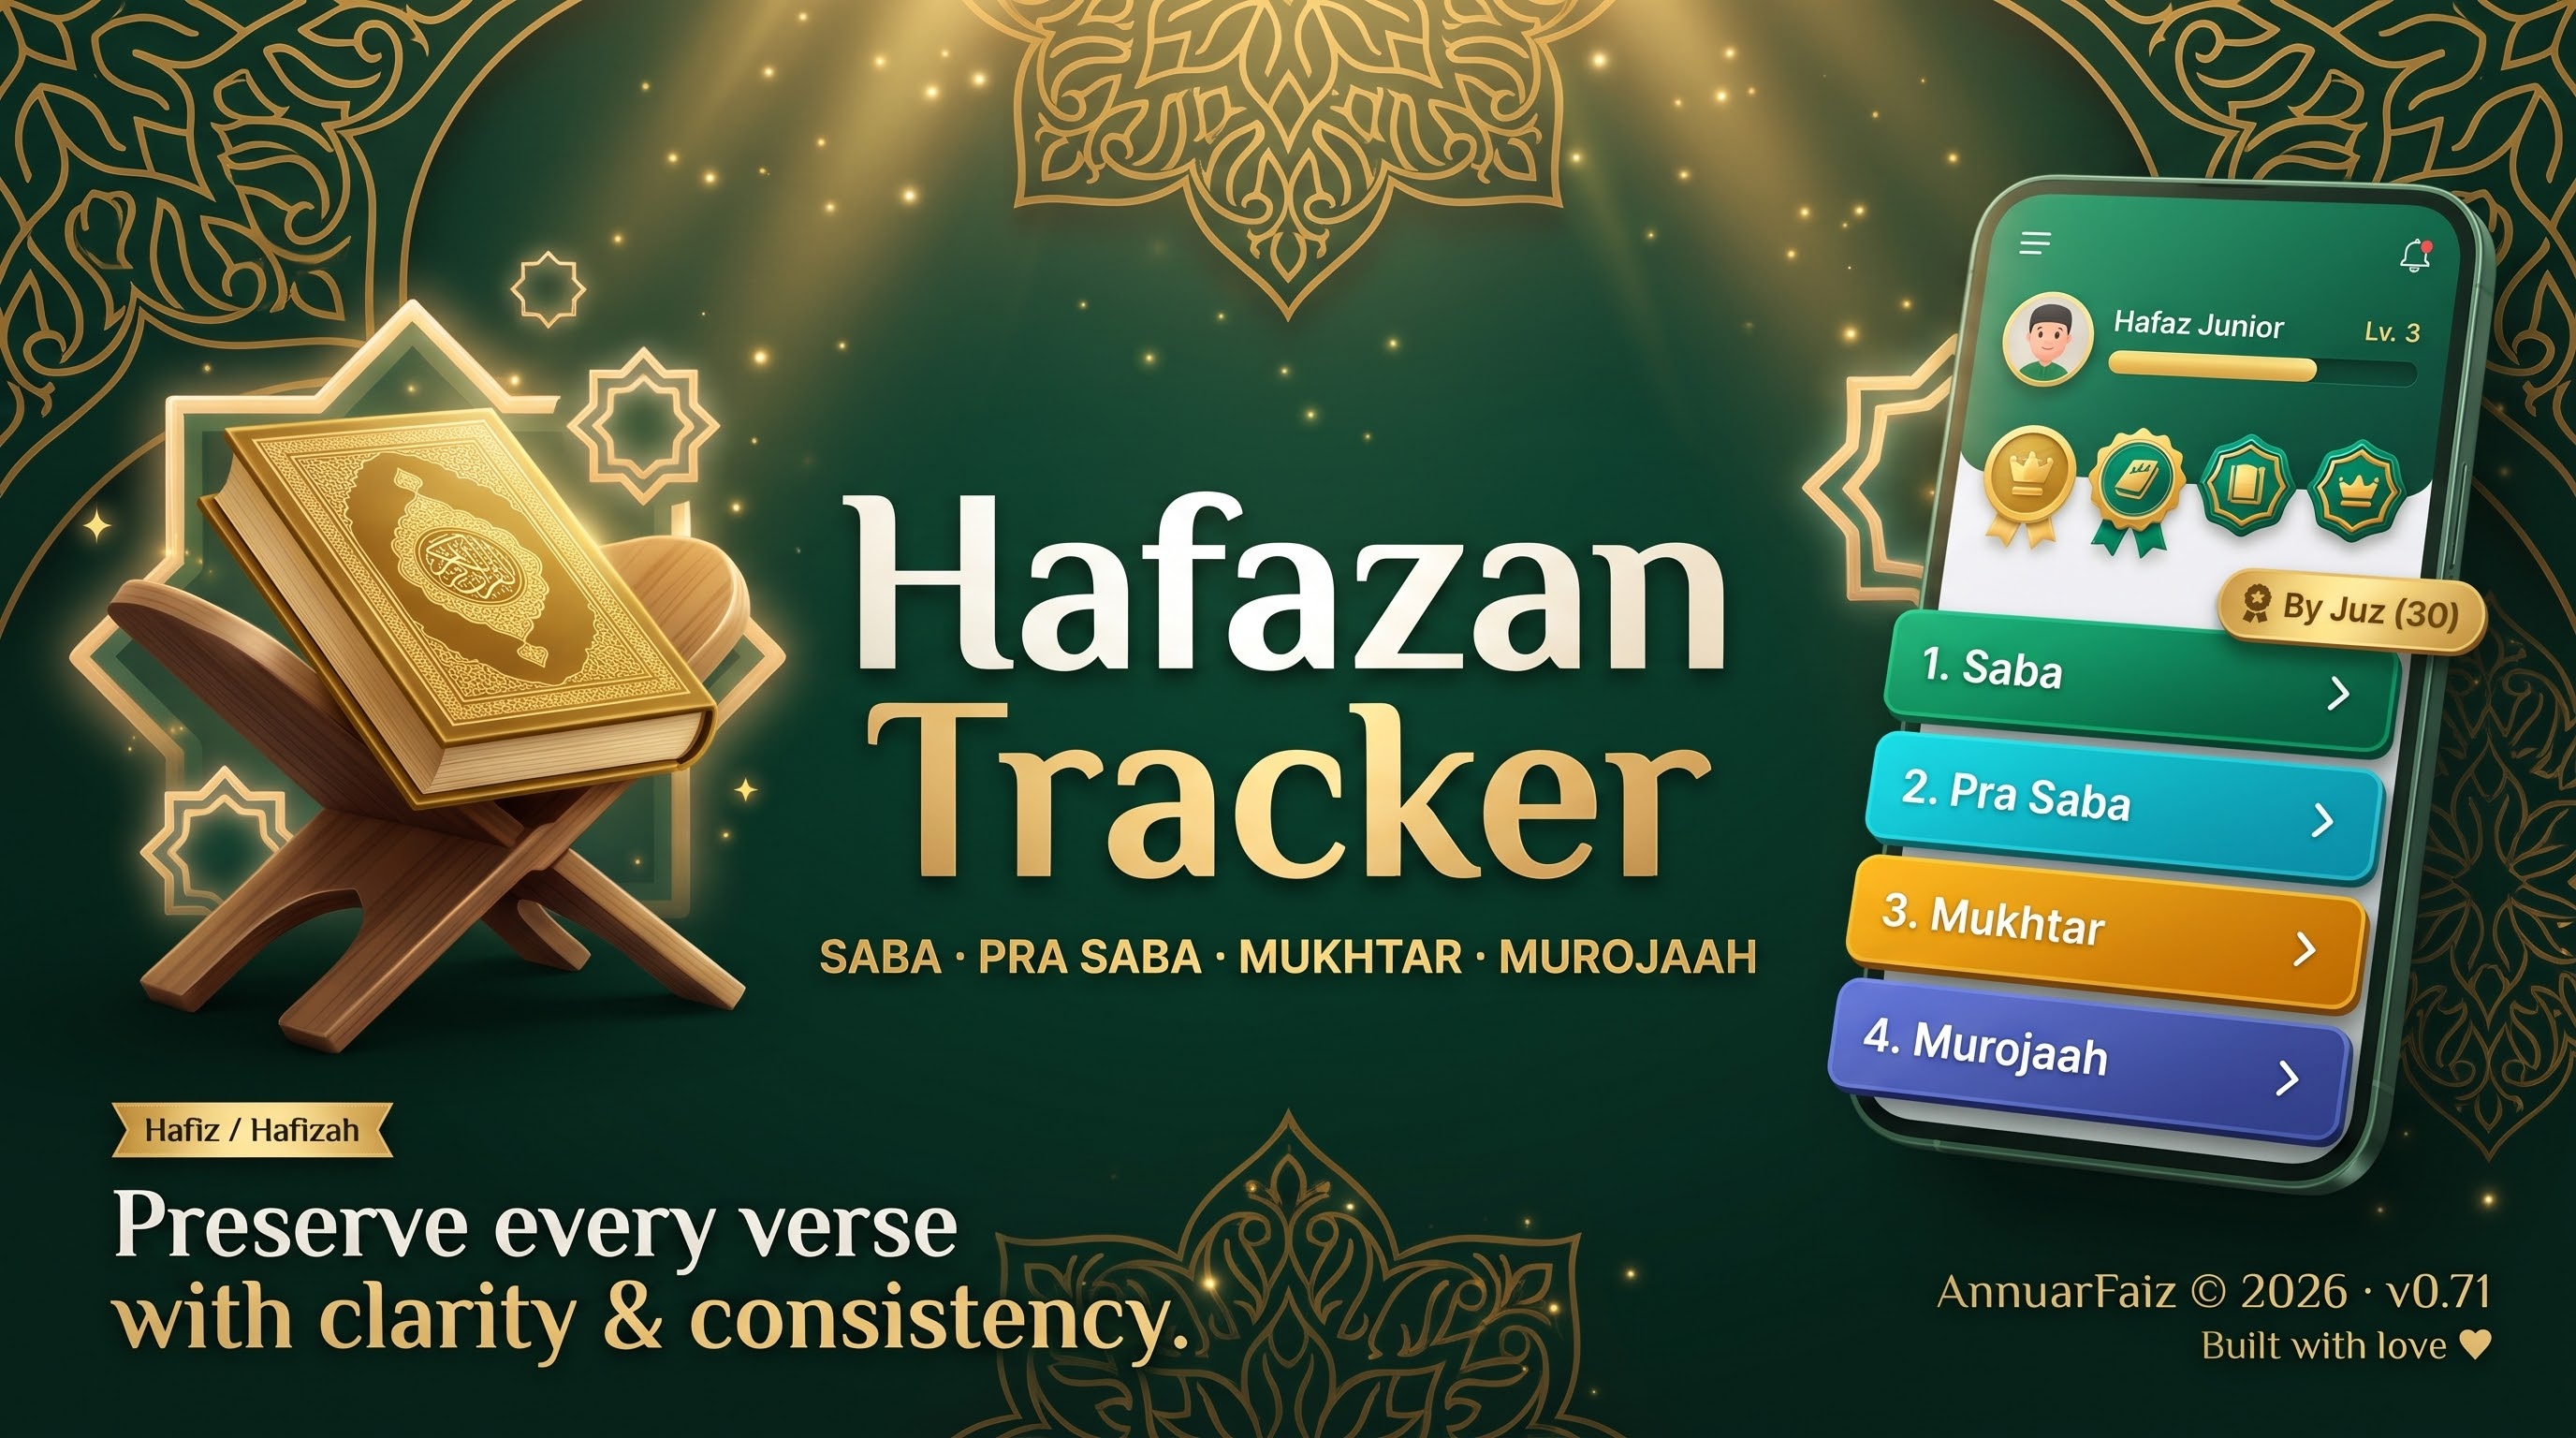 Hafazan
Tracker
SABA · PRA SABA · MUKHTAR · MUROJAAH
Hafiz / Hafizah
Preserve every verse
with clarity & consistency.
Hafaz Junior
Lv. 3
By Juz (30)
1. Saba
2. Pra Saba
3. Mukhtar
4. Murojaah
AnnuarFaiz © 2026 · v0.71
Built with love ♥